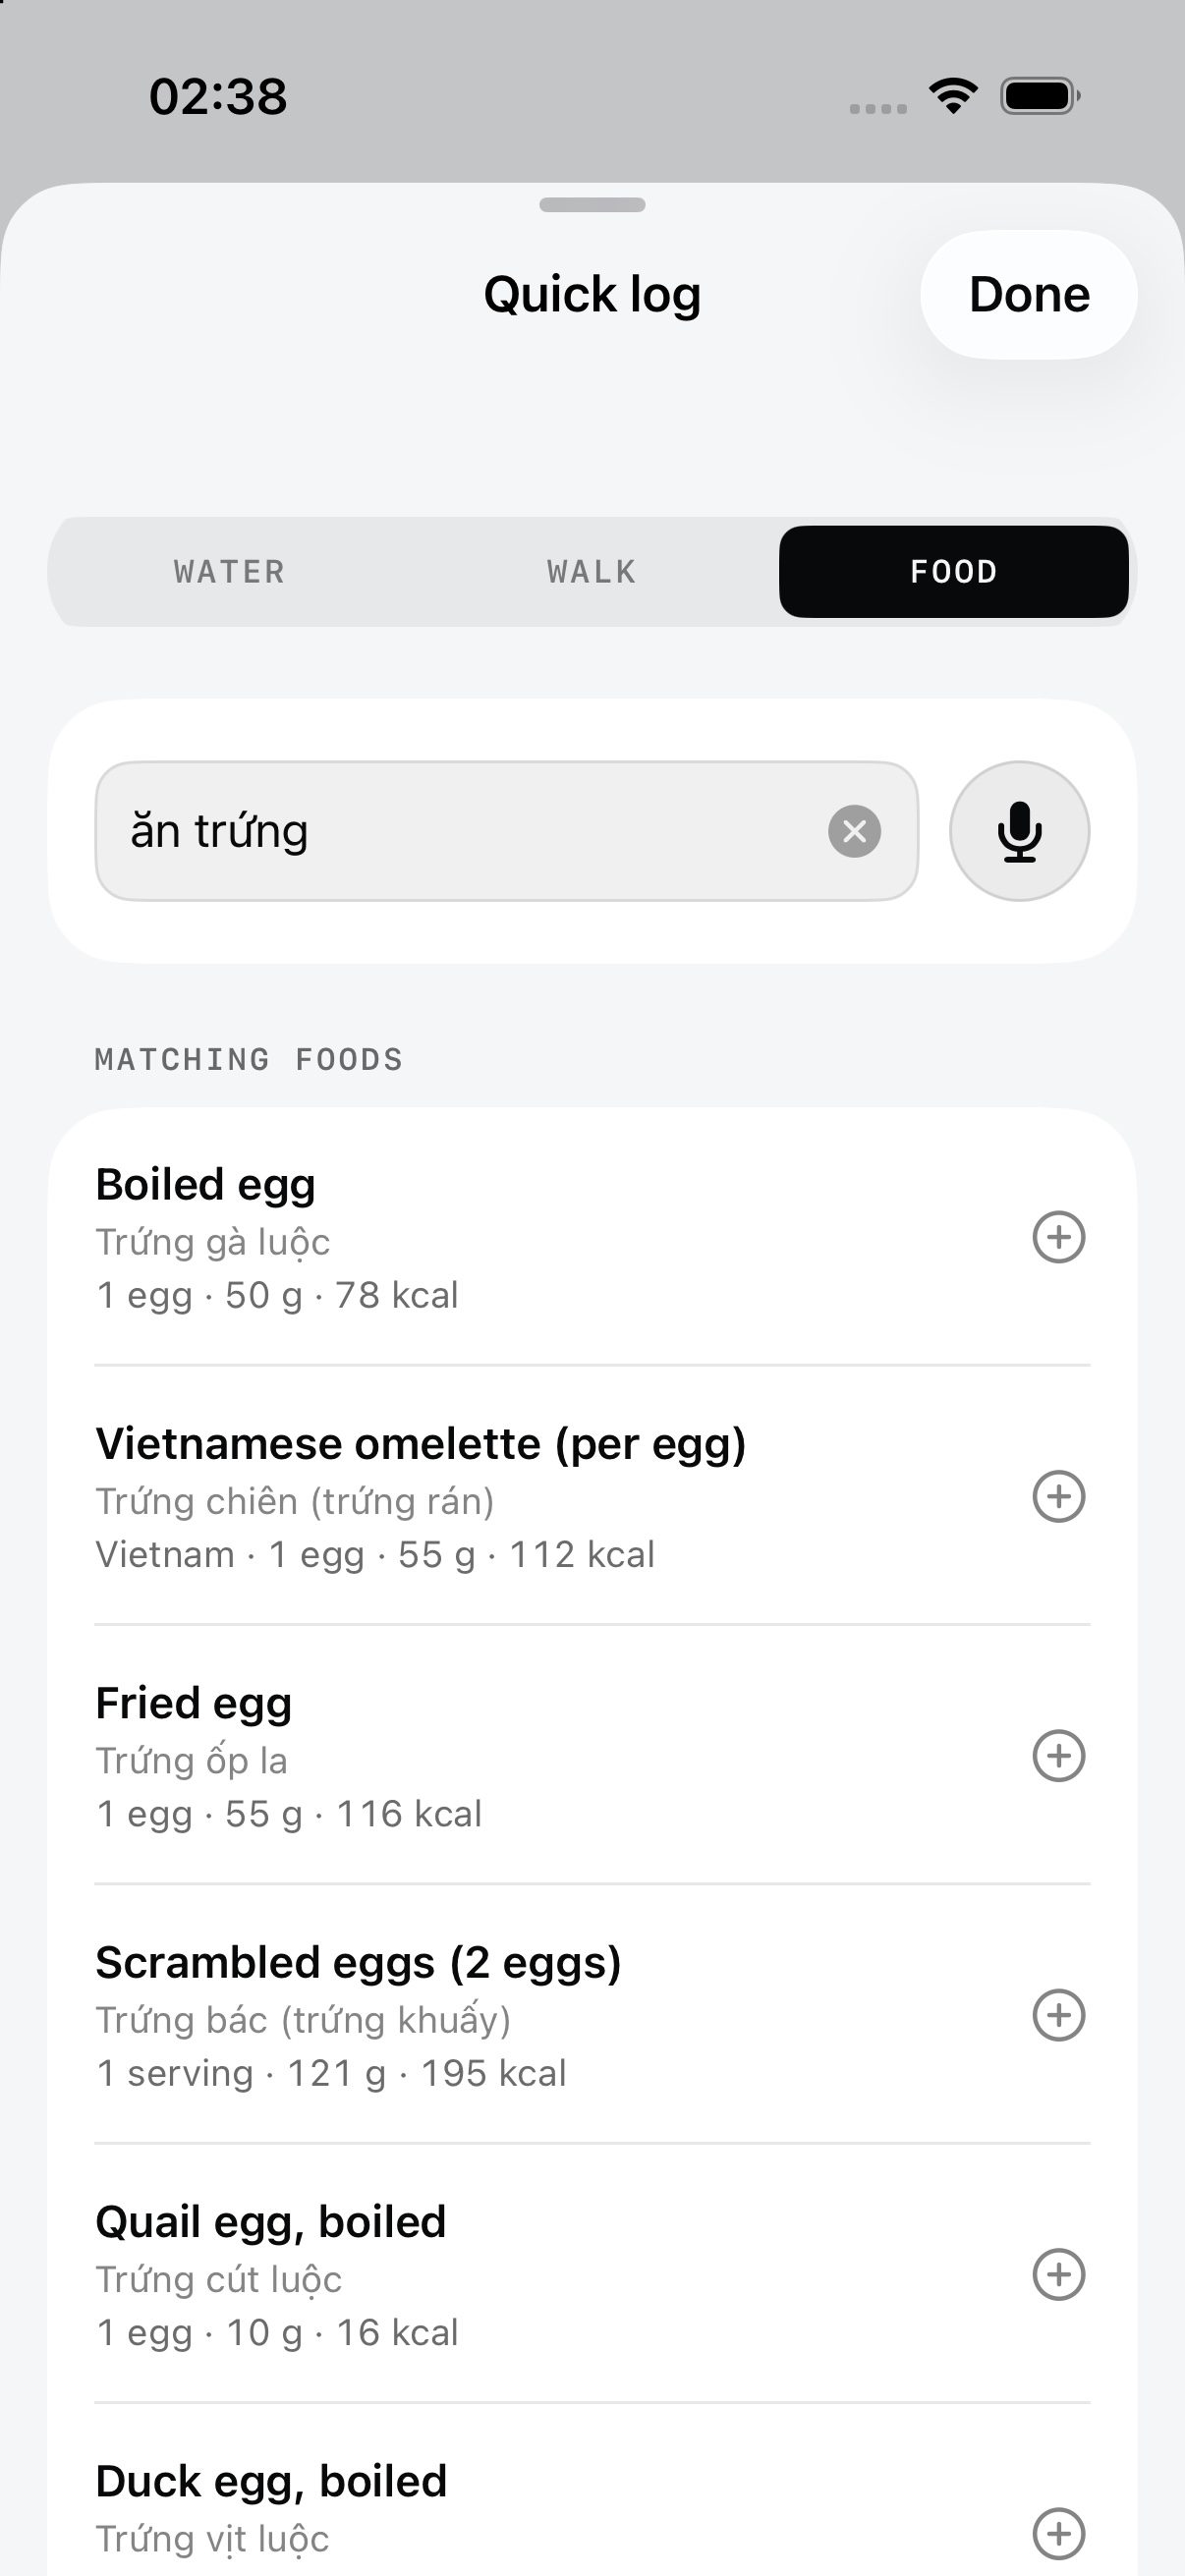 02:38
Quick log
Done
WATER
WALK
FOOD
ăn trứng
MATCHING FOODS
Boiled egg
Trứng gà luộc
1 egg · 50 g · 78 kcal
Vietnamese omelette (per egg)
Trứng chiên (trứng rán)
Vietnam · 1 egg · 55 g · 112 kcal
Fried egg
Trứng ốp la
1 egg · 55 g · 116 kcal
Scrambled eggs (2 eggs)
Trứng bác (trứng khuấy)
1 serving · 121 g · 195 kcal
Quail egg, boiled
Trứng cút luộc
1 egg · 10 g · 16 kcal
Duck egg, boiled
Trứng vịt luộc